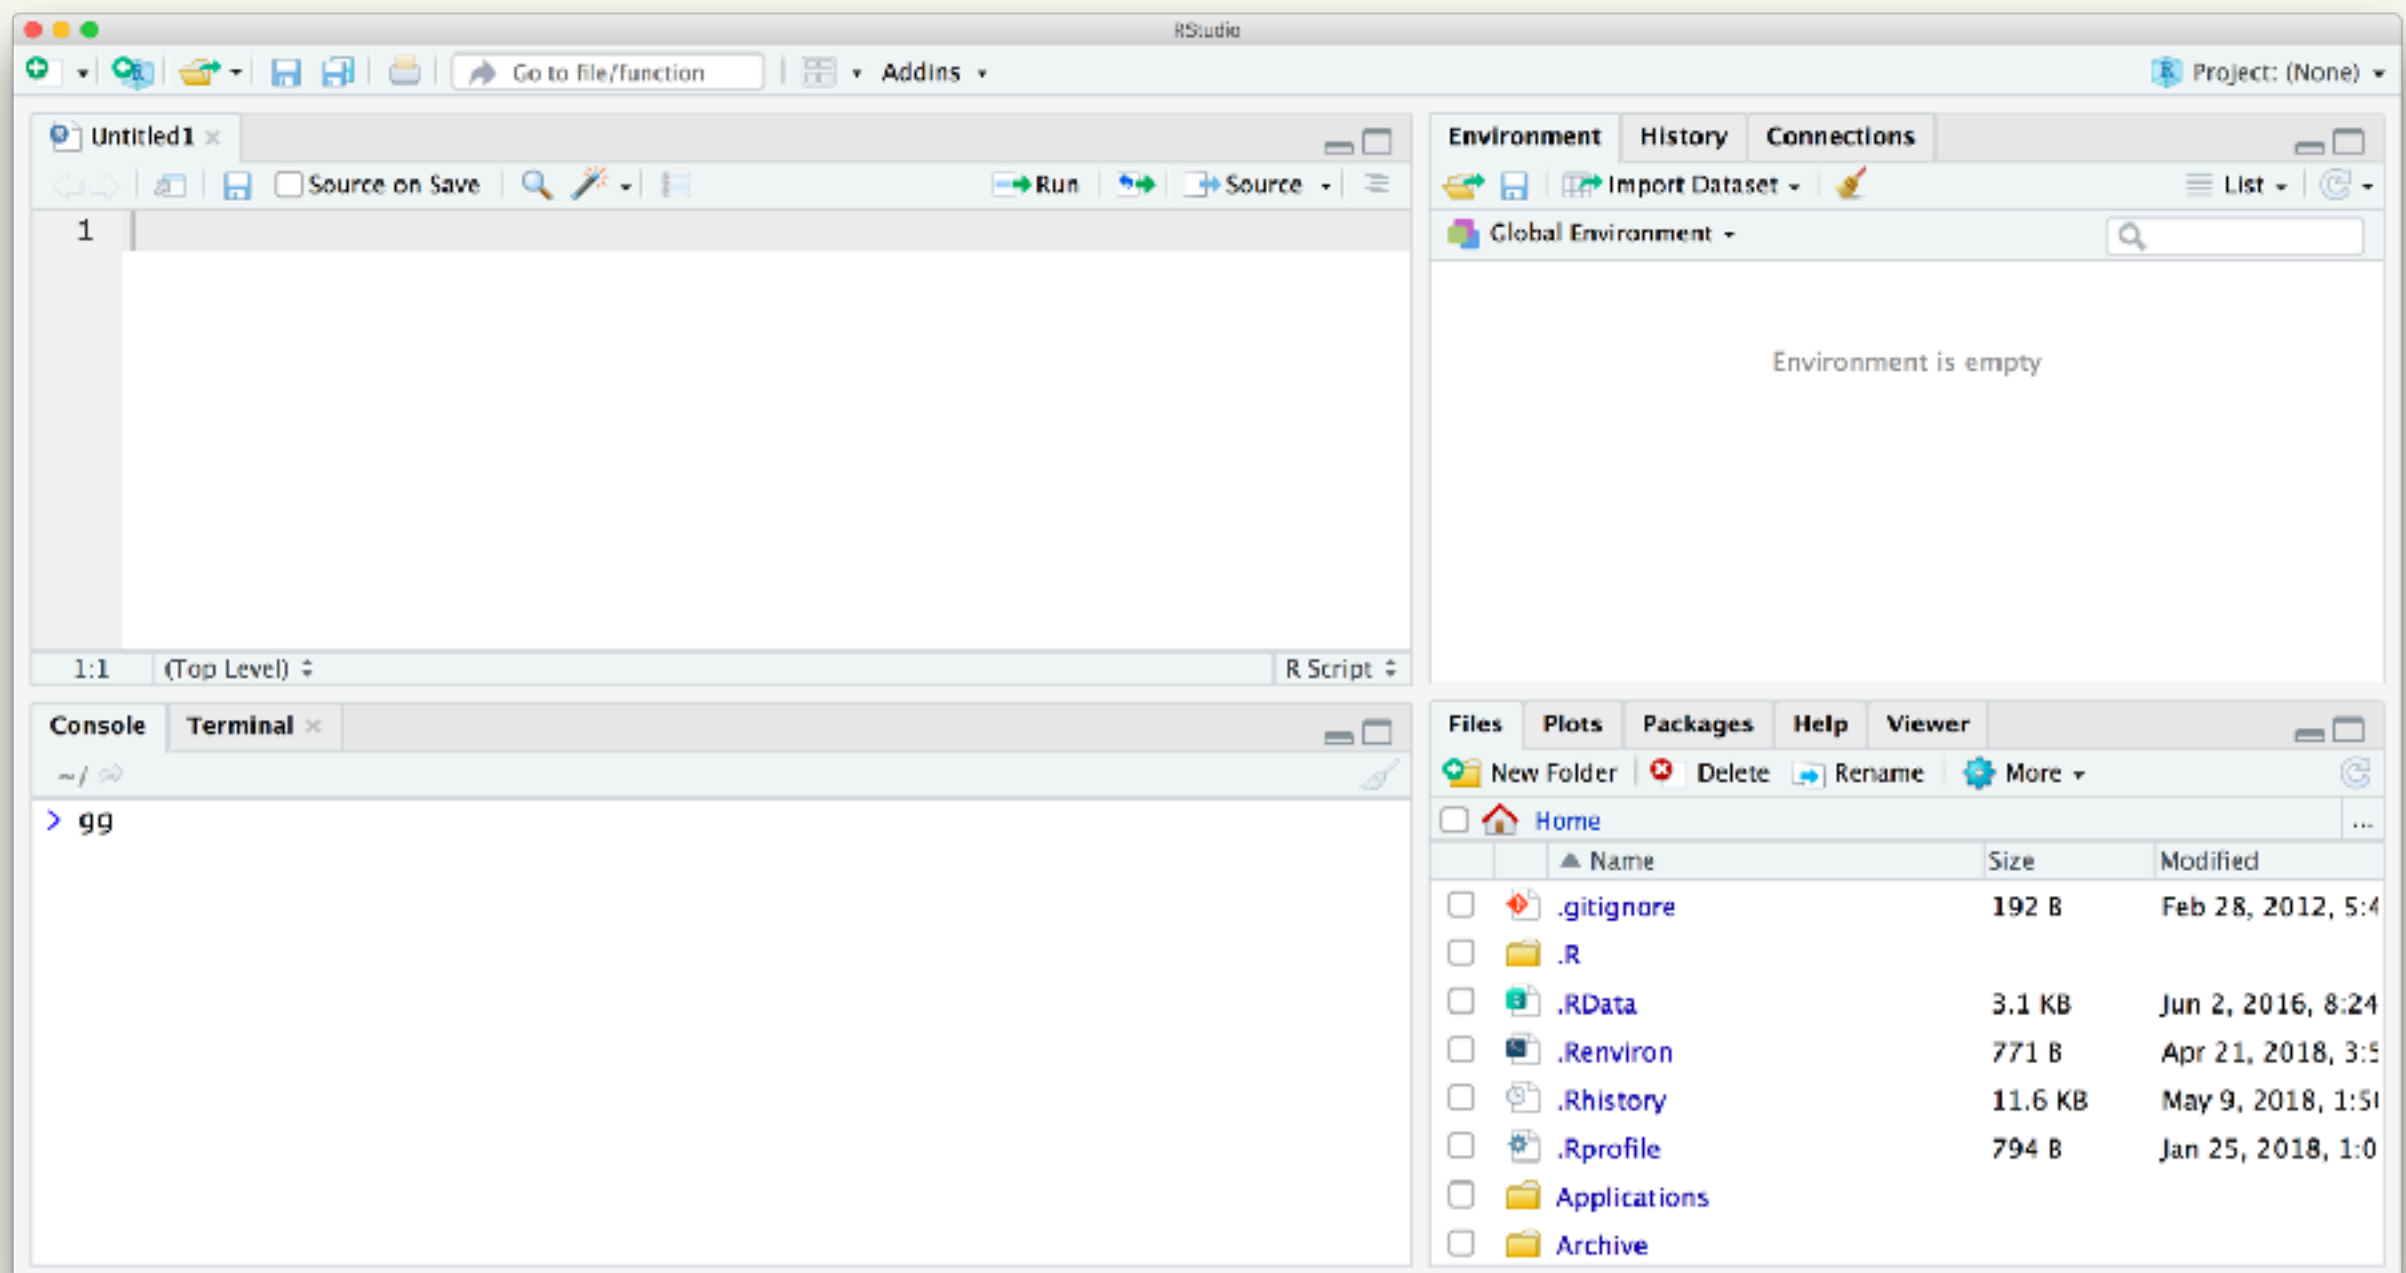 RStudio
Go to file/function Addins Project: (None)
Untitled1
Source on Save Run Source
1
1:1 (Top Level) R Script
Console Terminal
~/
> gg
Environment History Connections
Import Dataset List
Global Environment
Environment is empty
Files Plots Packages Help Viewer
New Folder Delete Rename More
Home ...
Name Size Modified
.gitignore 192 B Feb 28, 2012, 5:4
.R
.RData 3.1 KB Jun 2, 2016, 8:24
.Renviron 771 B Apr 21, 2018, 3:5
.Rhistory 11.6 KB May 9, 2018, 1:5
.Rprofile 794 B Jan 25, 2018, 1:0
Applications
Archive